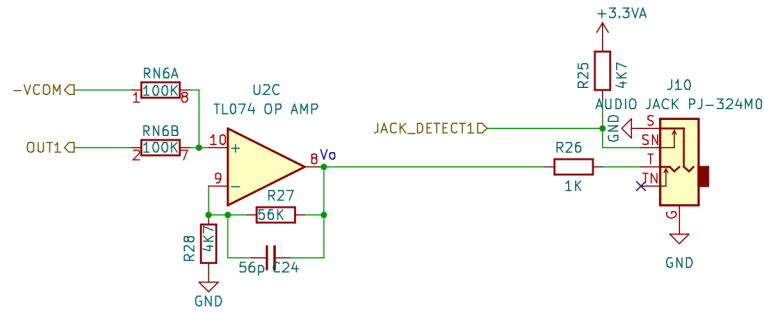 +3.3VA
RN6A
-VCOM
100K
1
8
U2C
TL074 OP AMP
R25
4K7
J10
AUDIO JACK PJ-324M0
RN6B
OUT1
100K
2
7
10
+
JACK_DETECT1
GND
S
SN
8
Vo
R26
1K
T
TN
9
-
R27
56K
R28
4K7
56p
C24
G
GND
GND